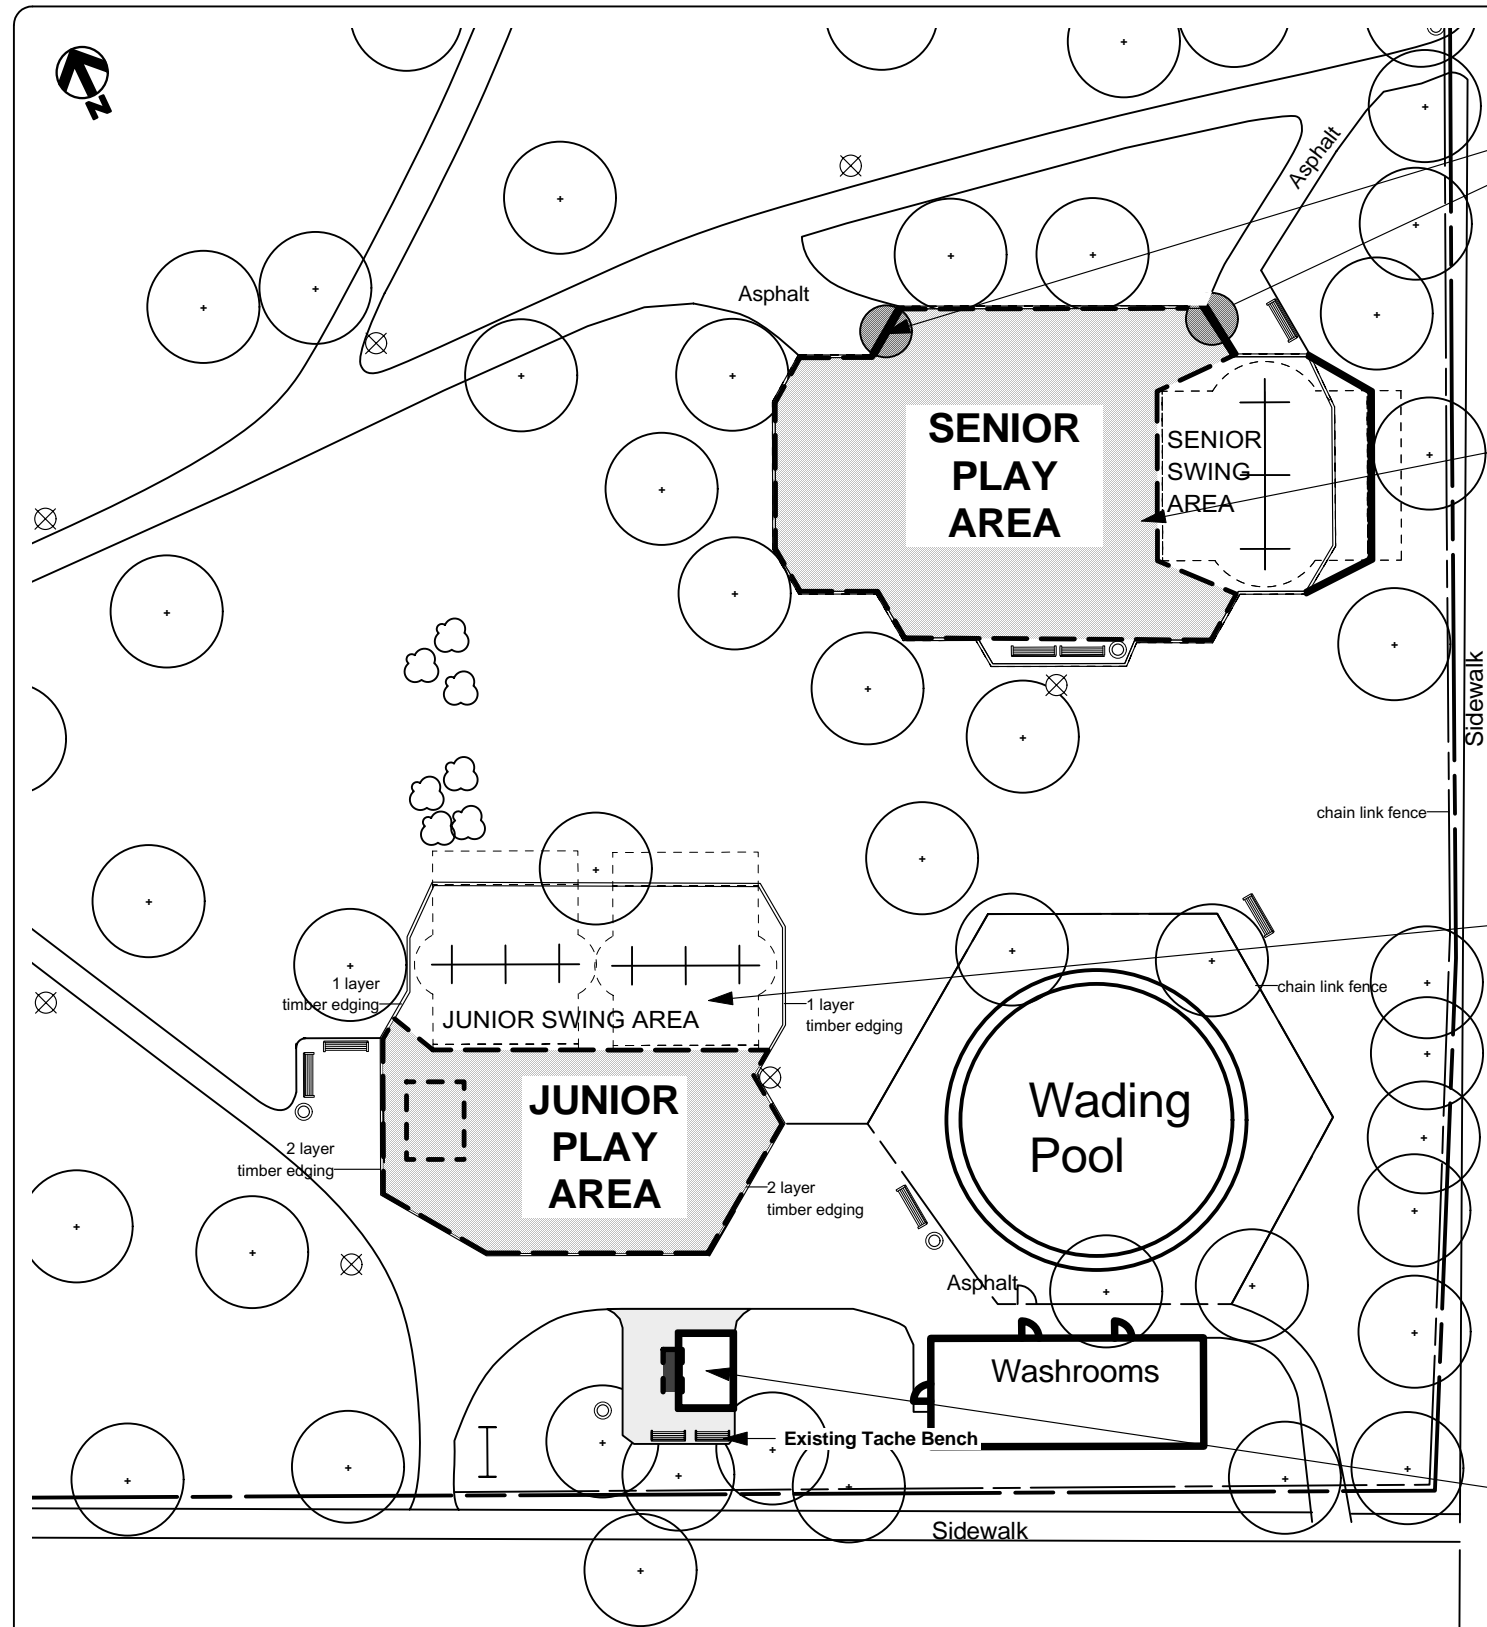 N
Asphalt
Asphalt
SENIOR
PLAY
AREA
SENIOR
SWING
AREA
Sidewalk
chain link fence
1 layer
timber edging
JUNIOR SWING AREA
1 layer
timber edging
chain link fence
JUNIOR
PLAY
AREA
Wading
Pool
2 layer
timber edging
2 layer
timber edging
Asphalt
Washrooms
Existing Tache Bench
Sidewalk